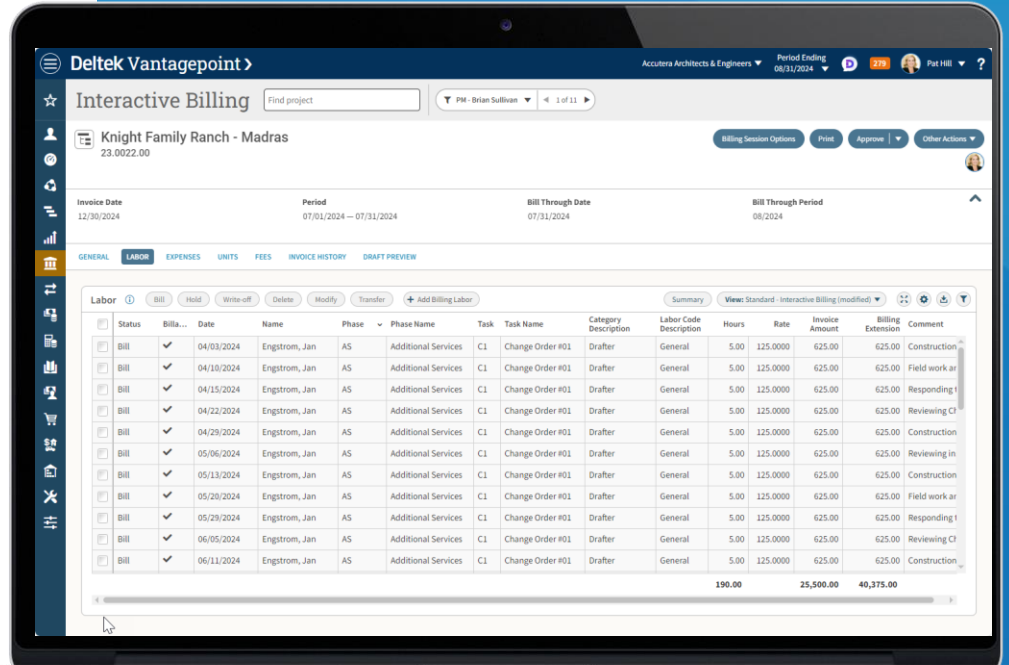 Deltek Vantagepoint
Accutera Architects & Engineers
Period Ending
08/31/2024
D
279
Pat Hill
?
Interactive Billing
Find project
PM - Brian Sullivan
1 of 11
Knight Family Ranch - Madras
23.0022.00
Billing Session Options
Print
Approve
Other Actions
Invoice Date
12/30/2024
Period
07/01/2024 — 07/31/2024
Bill Through Date
07/31/2024
Bill Through Period
08/2024
GENERAL LABOR EXPENSES UNITS FEES INVOICE HISTORY DRAFT PREVIEW
Labor Bill Hold Write-off Delete Modify Transfer + Add Billing Labor Summary View: Standard - Interactive Billing (modified)
Status Billa... Date Name Phase Phase Name Task Task Name Category Description Labor Code Description Hours Rate Invoice Amount Billing Extension Comment
Bill 04/03/2024 Engstrom, Jan AS Additional Services C1 Change Order #01 Drafter General 5.00 125.0000 625.00 625.00 Construction
Bill 04/10/2024 Engstrom, Jan AS Additional Services C1 Change Order #01 Drafter General 5.00 125.0000 625.00 625.00 Field work ar
Bill 04/15/2024 Engstrom, Jan AS Additional Services C1 Change Order #01 Drafter General 5.00 125.0000 625.00 625.00 Responding t
Bill 04/22/2024 Engstrom, Jan AS Additional Services C1 Change Order #01 Drafter General 5.00 125.0000 625.00 625.00 Reviewing Ch
Bill 04/29/2024 Engstrom, Jan AS Additional Services C1 Change Order #01 Drafter General 5.00 125.0000 625.00 625.00 Construction
Bill 05/06/2024 Engstrom, Jan AS Additional Services C1 Change Order #01 Drafter General 5.00 125.0000 625.00 625.00 Reviewing in
Bill 05/13/2024 Engstrom, Jan AS Additional Services C1 Change Order #01 Drafter General 5.00 125.0000 625.00 625.00 Construction
Bill 05/20/2024 Engstrom, Jan AS Additional Services C1 Change Order #01 Drafter General 5.00 125.0000 625.00 625.00 Field work ar
Bill 05/29/2024 Engstrom, Jan AS Additional Services C1 Change Order #01 Drafter General 5.00 125.0000 625.00 625.00 Responding t
Bill 06/05/2024 Engstrom, Jan AS Additional Services C1 Change Order #01 Drafter General 5.00 125.0000 625.00 625.00 Reviewing Ch
Bill 06/11/2024 Engstrom, Jan AS Additional Services C1 Change Order #01 Drafter General 5.00 125.0000 625.00 625.00 Construction
190.00 25,500.00 40,375.00